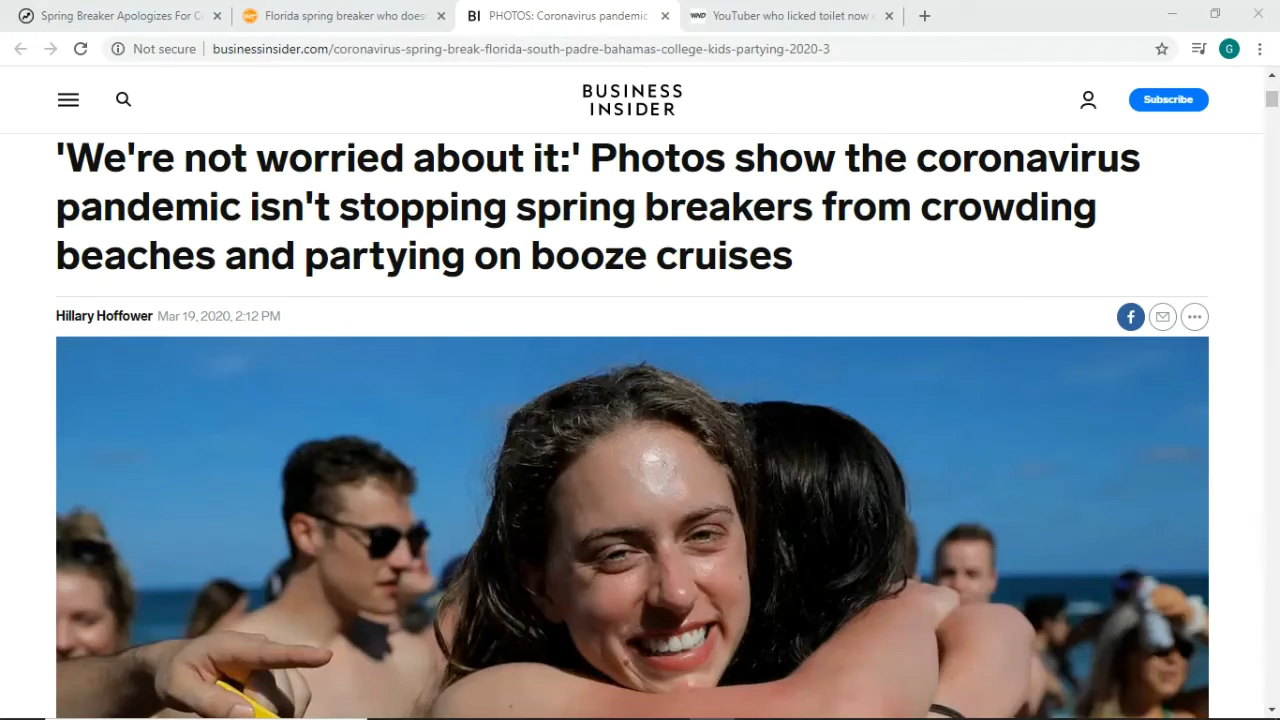 Spring Breaker Apologizes For C
Florida spring breaker who does
BI PHOTOS: Coronavirus pandemic
WND YouTuber who licked toilet now
Not secure businessinsider.com/coronavirus-spring-break-florida-south-padre-bahamas-college-kids-partying-2020-3
G
BUSINESS
INSIDER
Subscribe
'We're not worried about it:' Photos show the coronavirus
pandemic isn't stopping spring breakers from crowding
beaches and partying on booze cruises
Hillary Hoffower Mar 19, 2020, 2:12 PM
f